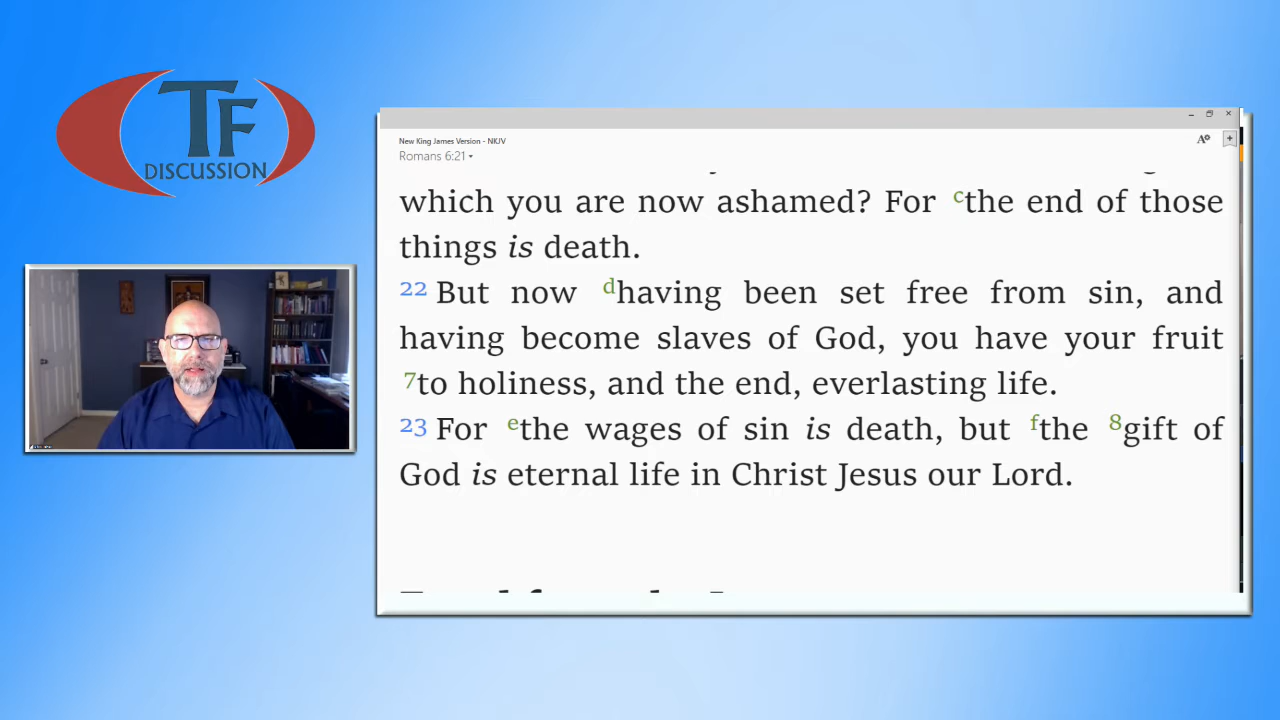 TF
DISCUSSION
New King James Version - NKJV
Romans 6:21
which you are now ashamed? For cthe end of those
things is death.
22 But now dhaving been set free from sin, and
having become slaves of God, you have your fruit
7to holiness, and the end, everlasting life.
23 For ethe wages of sin is death, but fthe 8gift of
God is eternal life in Christ Jesus our Lord.